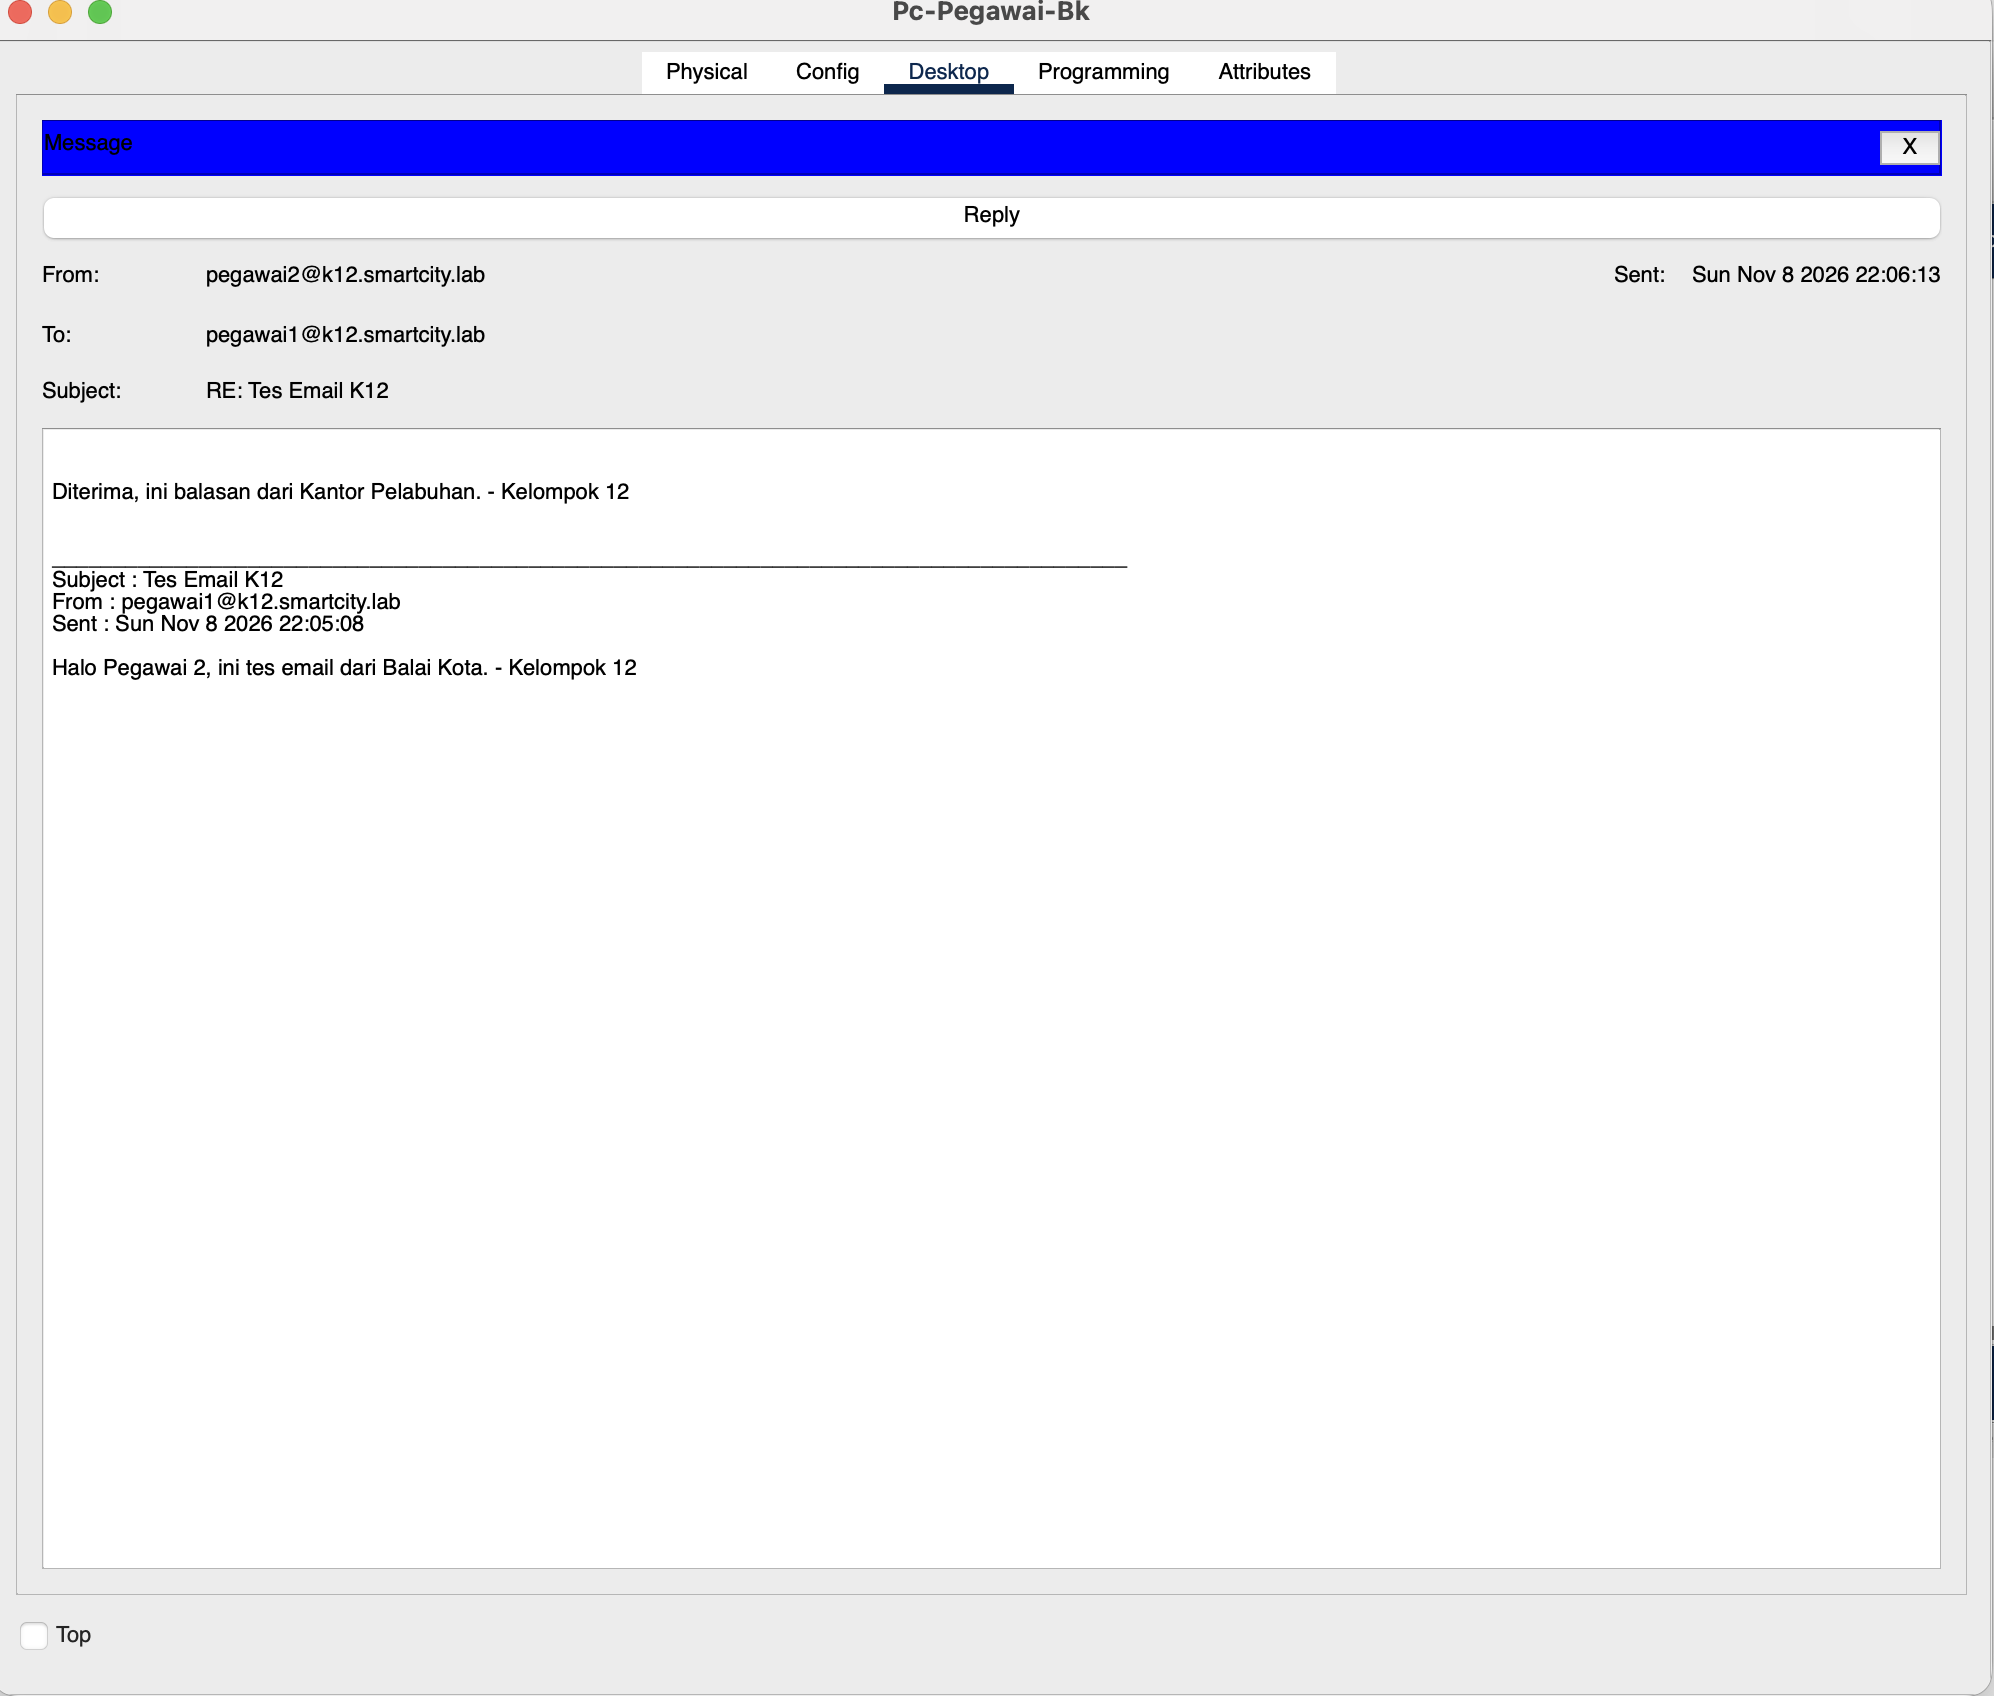 Pc-Pegawai-Bk
Physical Config Desktop Programming Attributes
Message X
Reply
From: pegawai2@k12.smartcity.lab Sent: Sun Nov 8 2026 22:06:13
To: pegawai1@k12.smartcity.lab
Subject: RE: Tes Email K12
Diterima, ini balasan dari Kantor Pelabuhan. - Kelompok 12
Subject : Tes Email K12
From : pegawai1@k12.smartcity.lab
Sent : Sun Nov 8 2026 22:05:08
Halo Pegawai 2, ini tes email dari Balai Kota. - Kelompok 12
Top